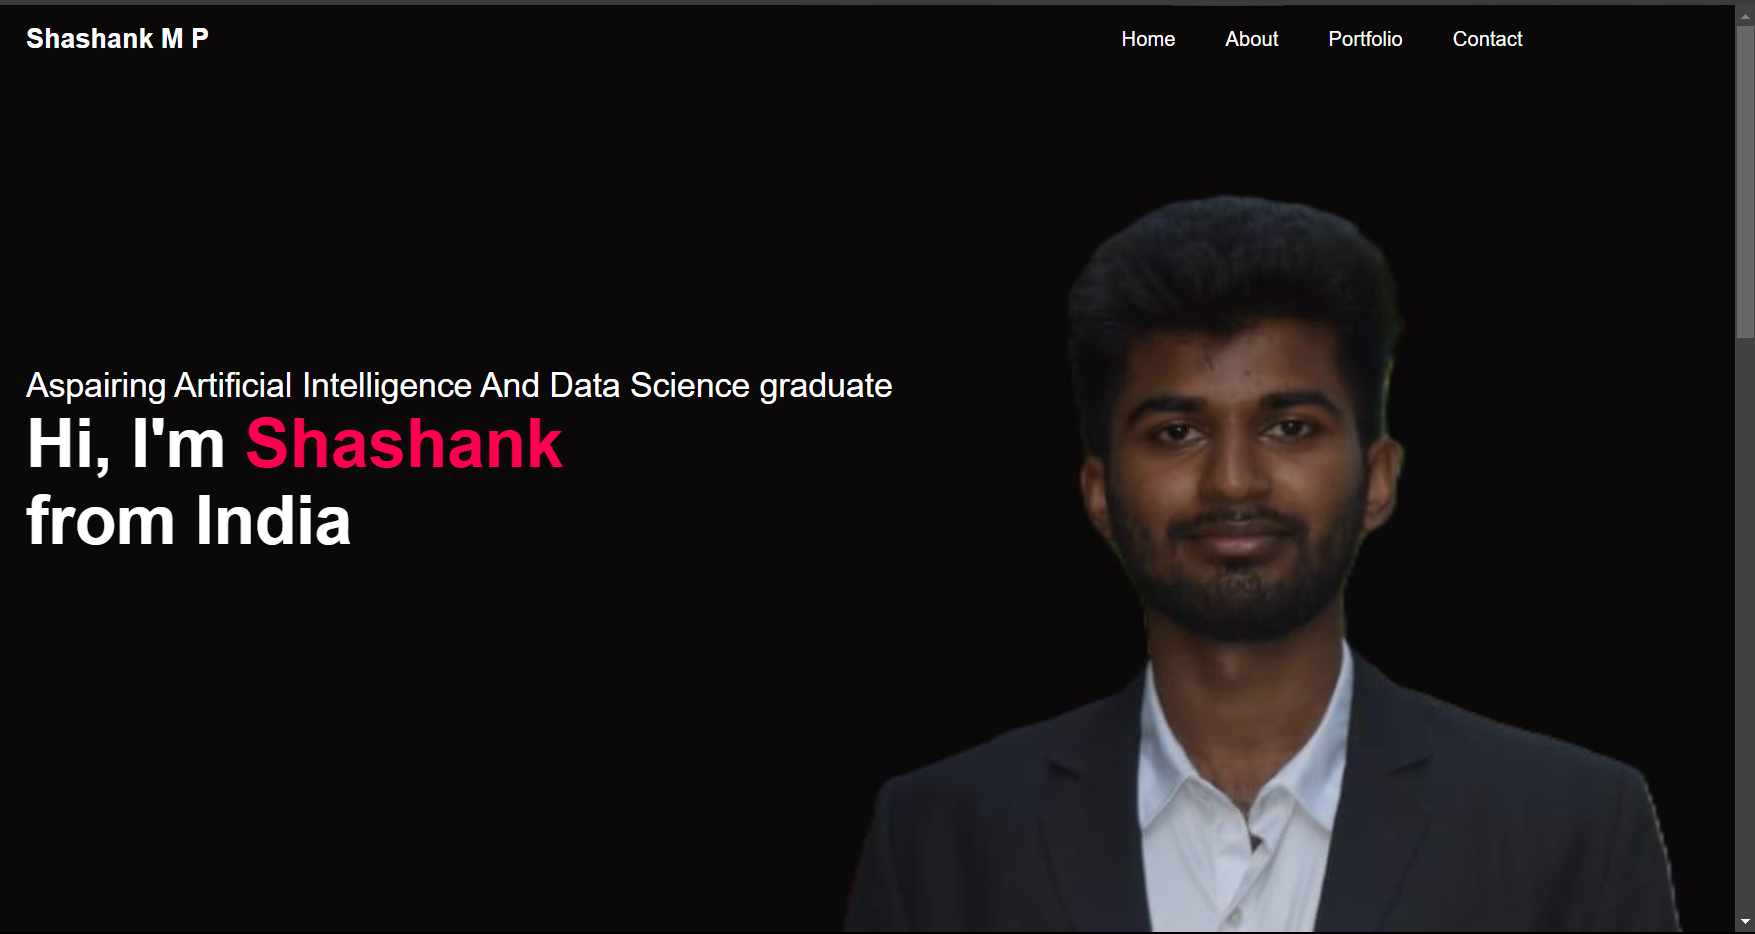 Shashank M P
Home About Portfolio Contact
Aspairing Artificial Intelligence And Data Science graduate
Hi, I'm Shashank
from India